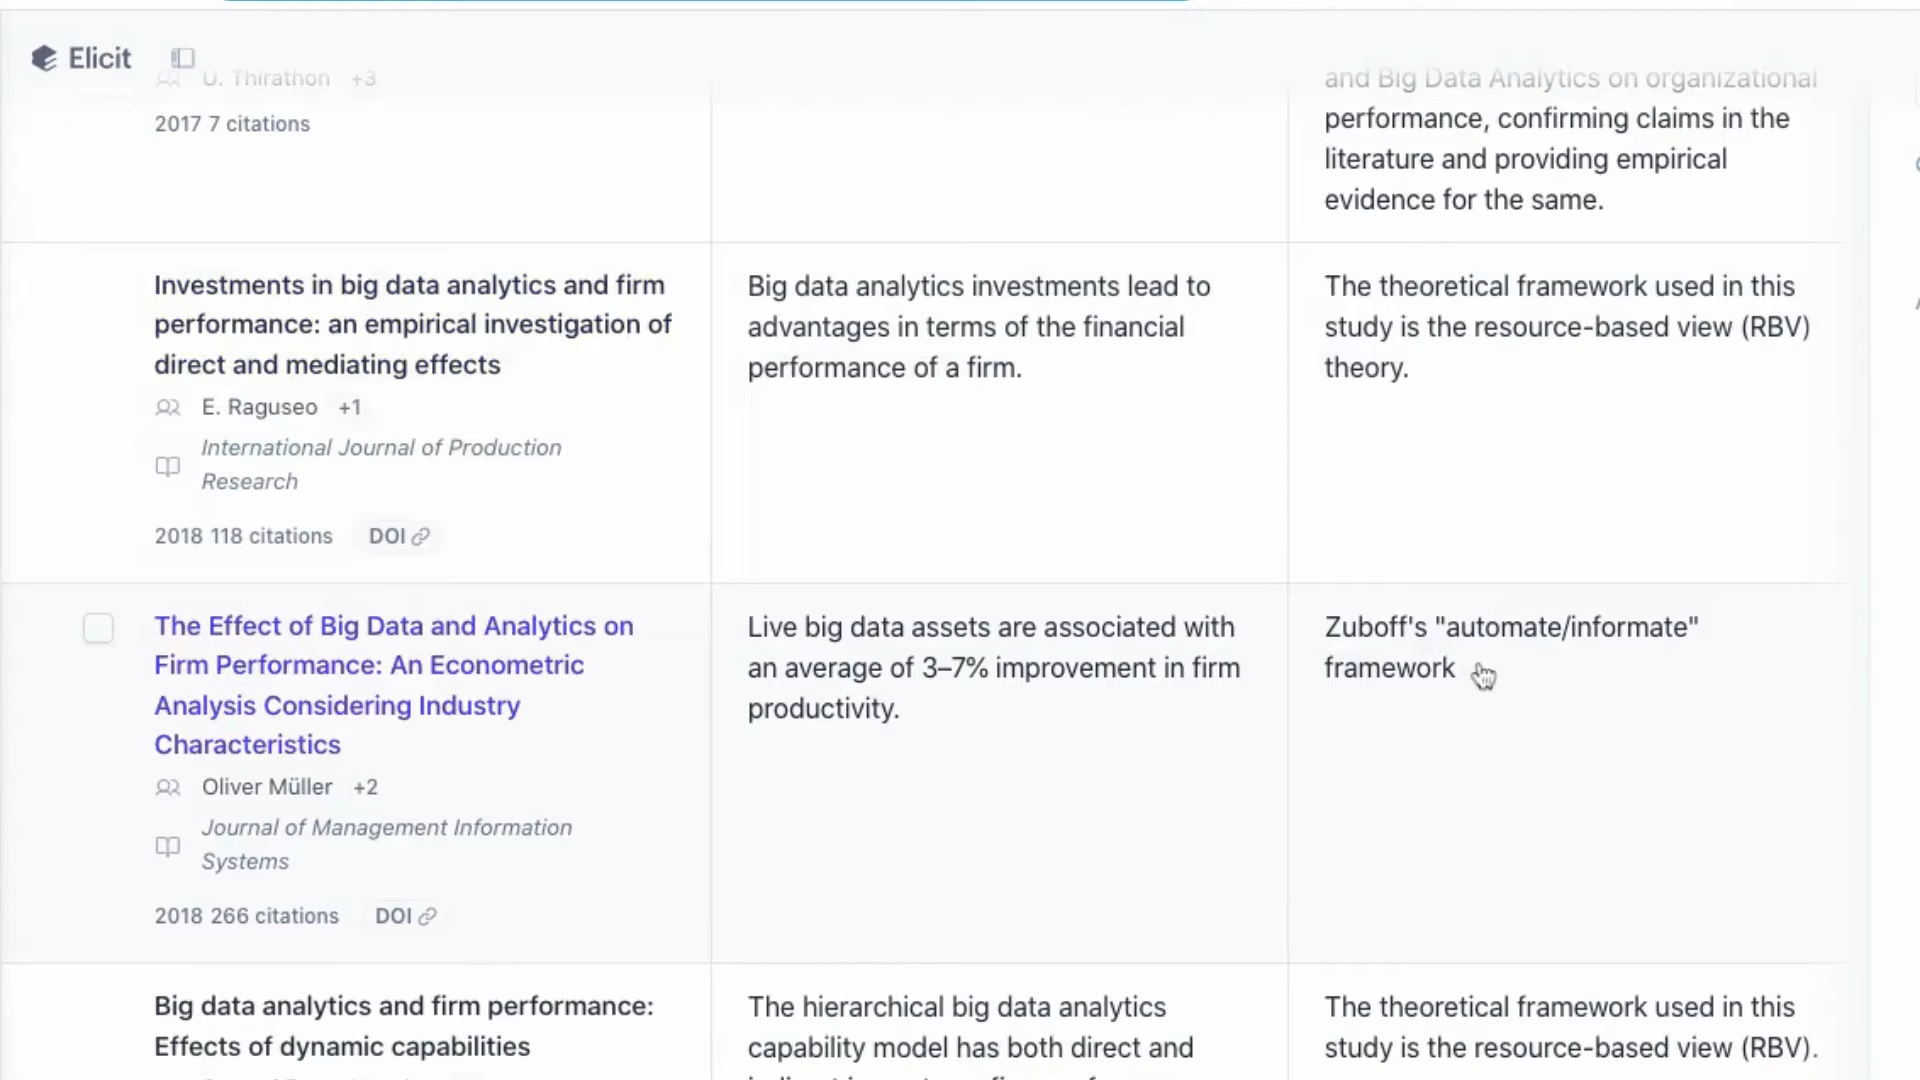 Elicit
U. Thirathon +3
2017 7 citations
and Big Data Analytics on organizational
performance, confirming claims in the
literature and providing empirical
evidence for the same.
Investments in big data analytics and firm
performance: an empirical investigation of
direct and mediating effects
E. Raguseo +1
International Journal of Production
Research
2018 118 citations DOI
Big data analytics investments lead to
advantages in terms of the financial
performance of a firm.
The theoretical framework used in this
study is the resource-based view (RBV)
theory.
The Effect of Big Data and Analytics on
Firm Performance: An Econometric
Analysis Considering Industry
Characteristics
Oliver Müller +2
Journal of Management Information
Systems
2018 266 citations DOI
Live big data assets are associated with
an average of 3–7% improvement in firm
productivity.
Zuboff's "automate/informate"
framework
Big data analytics and firm performance:
Effects of dynamic capabilities
The hierarchical big data analytics
capability model has both direct and
The theoretical framework used in this
study is the resource-based view (RBV).